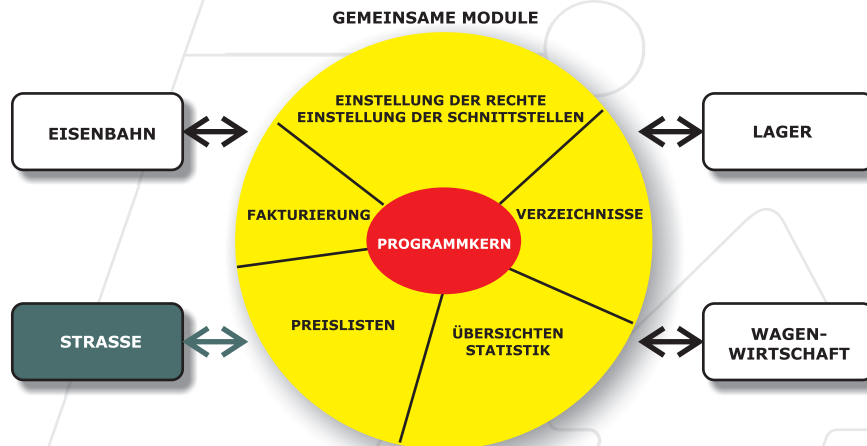 GEMEINSAME MODULE
EINSTELLUNG DER RECHTE
EINSTELLUNG DER SCHNITTSTELLEN
EISENBAHN
LAGER
FAKTURIERUNG
VERZEICHNISSE
PROGRAMMKERN
PREISLISTEN
ÜBERSICHTEN
STATISTIK
STRASSE
WAGEN-
WIRTSCHAFT